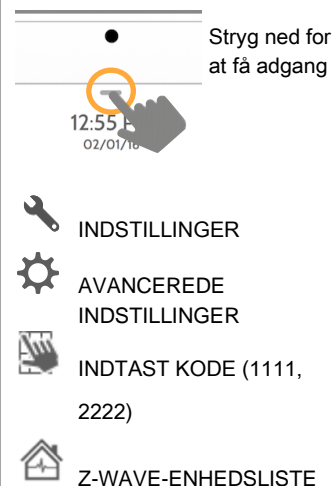 Stryg ned for
at få adgang
12:55
02/01/
INDSTILLINGER
AVANCEREDE
INDSTILLINGER
INDTAST KODE (1111,
2222)
Z-WAVE-ENHEDSLISTE